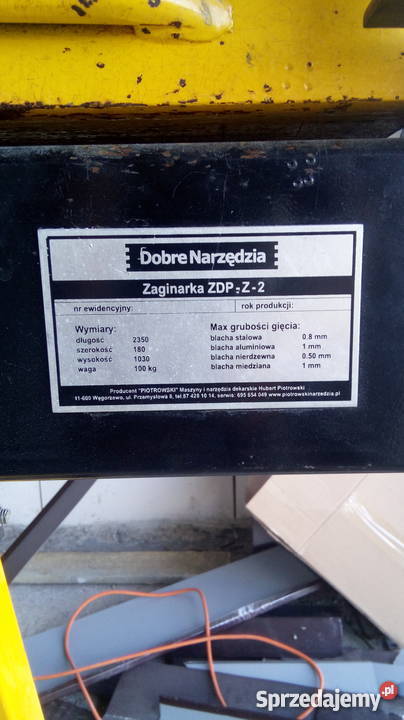 Dobre Narzędzia
Zaginarka ZDP-Z-2
nr ewidencyjny: rok produkcji:
Wymiary:
długość 2350
szerokość 180
wysokość 1030
waga 100 kg
Max grubości gięcia:
blacha stalowa 0.8 mm
blacha aluminiowa 1 mm
blacha nierdzewna 0.50 mm
blacha miedziana 1 mm
Producent "PIOTROWSKI" Maszyny i narzędzia dekarskie Hubert Piotrowski
11-600 Węgorzewo, ul. Przemysłowa 8, tel.87 428 10 14, serwis: 695 654 049 www.piotrowskinarzedzia.pl
Sprzedajemy.pl